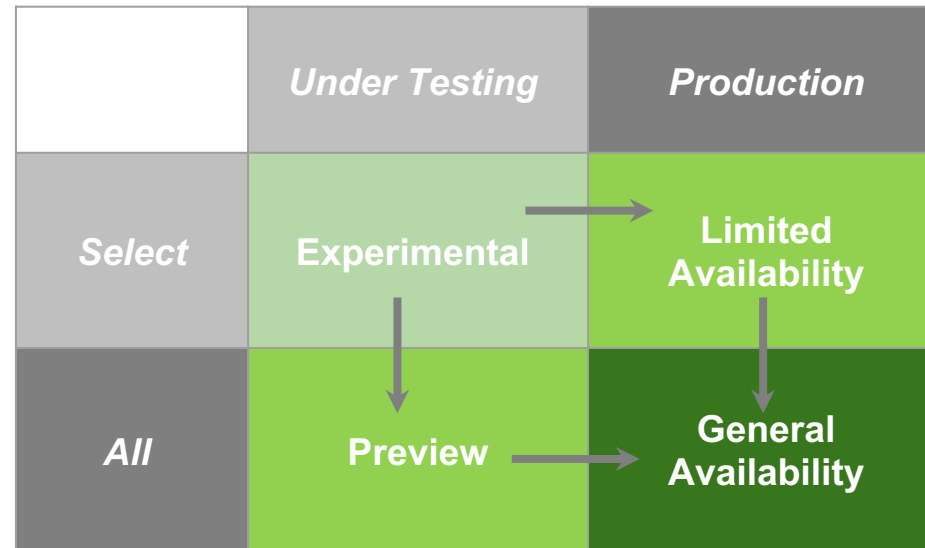 Under Testing
Production
Select
Experimental
Limited
Availability
All
Preview
General
Availability